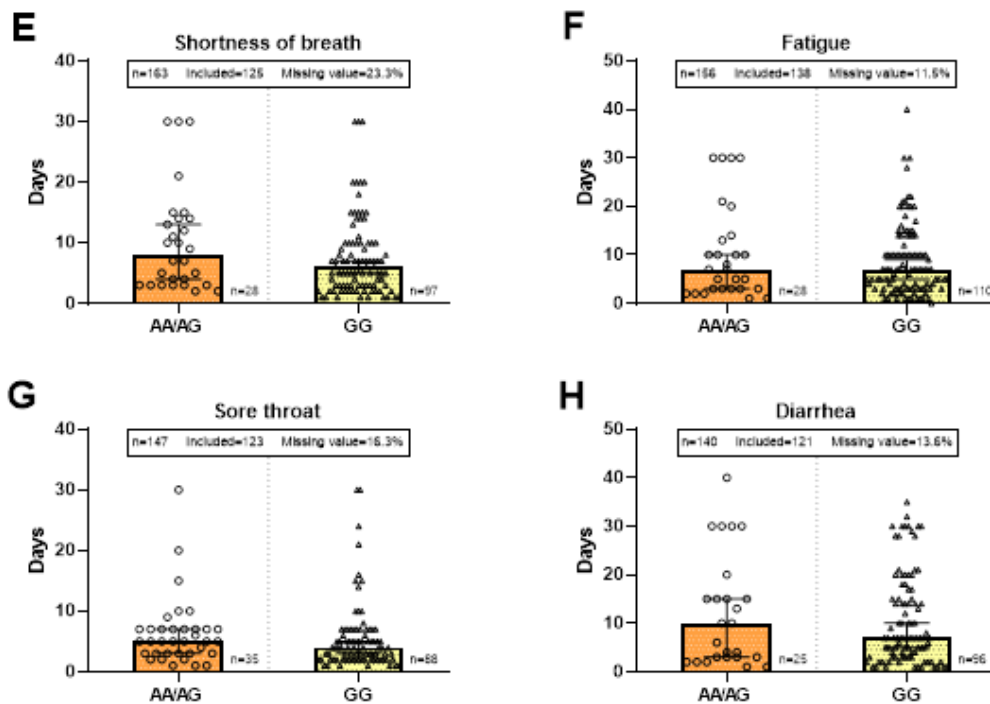 E
Shortness of breath
n=163 Included=125 Missing value=23.3%
Days
40
30
20
10
0
n=28
n=97
AA/AG
GG
F
Fatigue
n=156 Included=138 Missing value=11.5%
Days
50
40
30
20
10
0
n=28
n=110
AA/AG
GG
G
Sore throat
n=147 Included=123 Missing value=16.3%
Days
40
30
20
10
0
n=35
n=88
AA/AG
GG
H
Diarrhea
n=140 Included=121 Missing value=13.6%
Days
50
40
30
20
10
0
n=25
n=96
AA/AG
GG